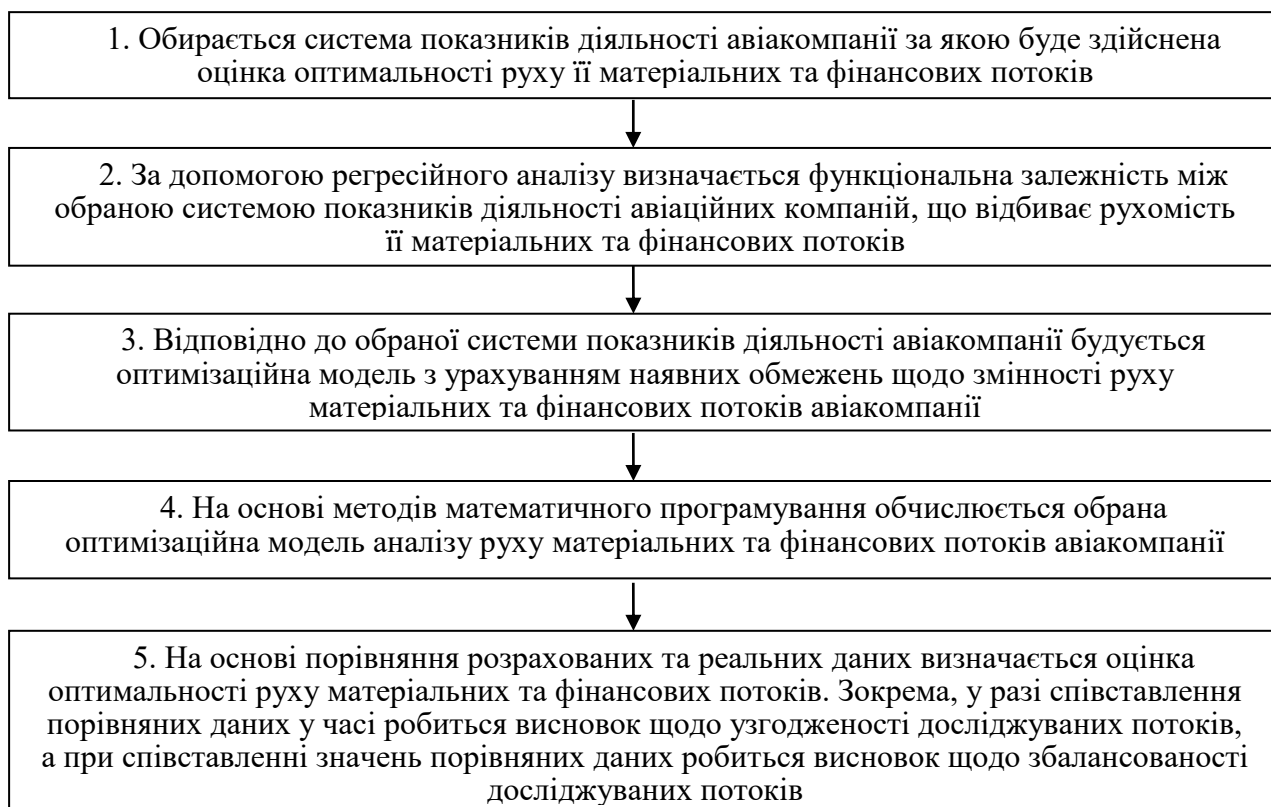 1. Обирається система показників діяльності авіакомпанії за якою буде здійснена
оцінка оптимальності руху її матеріальних та фінансових потоків
2. За допомогою регресійного аналізу визначається функціональна залежність між
обраною системою показників діяльності авіаційних компаній, що відбиває рухомість
її матеріальних та фінансових потоків
3. Відповідно до обраної системи показників діяльності авіакомпанії будується
оптимізаційна модель з урахуванням наявних обмежень щодо змінності руху
матеріальних та фінансових потоків авіакомпанії
4. На основі методів математичного програмування обчислюється обрана
оптимізаційна модель аналізу руху матеріальних та фінансових потоків авіакомпанії
5. На основі порівняння розрахованих та реальних даних визначається оцінка
оптимальності руху матеріальних та фінансових потоків. Зокрема, у разі співставлення
порівняних даних у часі робиться висновок щодо узгодженості досліджуваних потоків,
а при співставленні значень порівняних даних робиться висновок щодо збалансованості
досліджуваних потоків